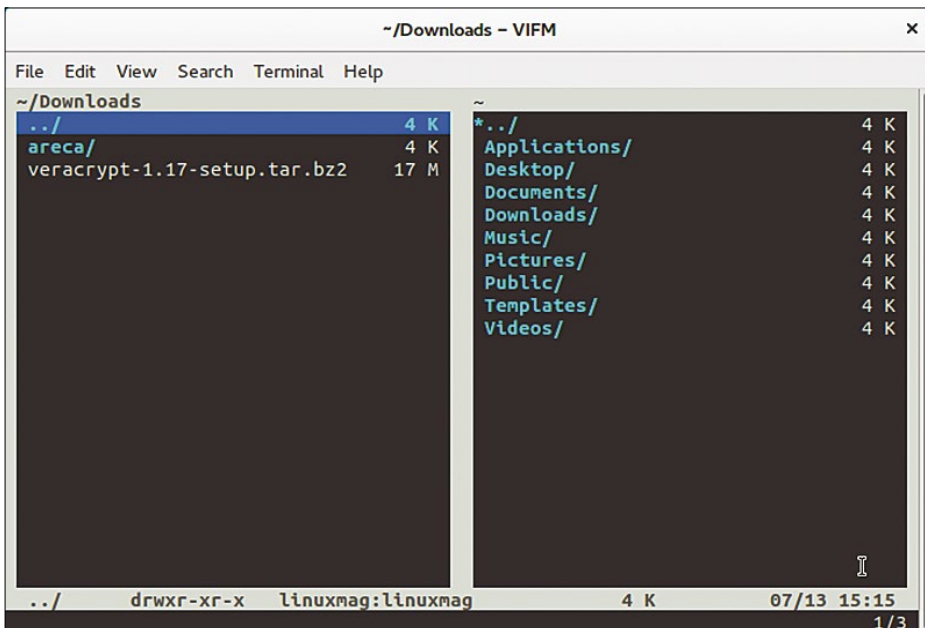 ~/Downloads – VIFM ×
File Edit View Search Terminal Help
~/Downloads
../ 4 K
areca/ 4 K
veracrypt-1.17-setup.tar.bz2 17 M
~
*../ 4 K
Applications/ 4 K
Desktop/ 4 K
Documents/ 4 K
Downloads/ 4 K
Music/ 4 K
Pictures/ 4 K
Public/ 4 K
Templates/ 4 K
Videos/ 4 K
../ drwxr-xr-x linuxmag:linuxmag 4 K 07/13 15:15
1/3